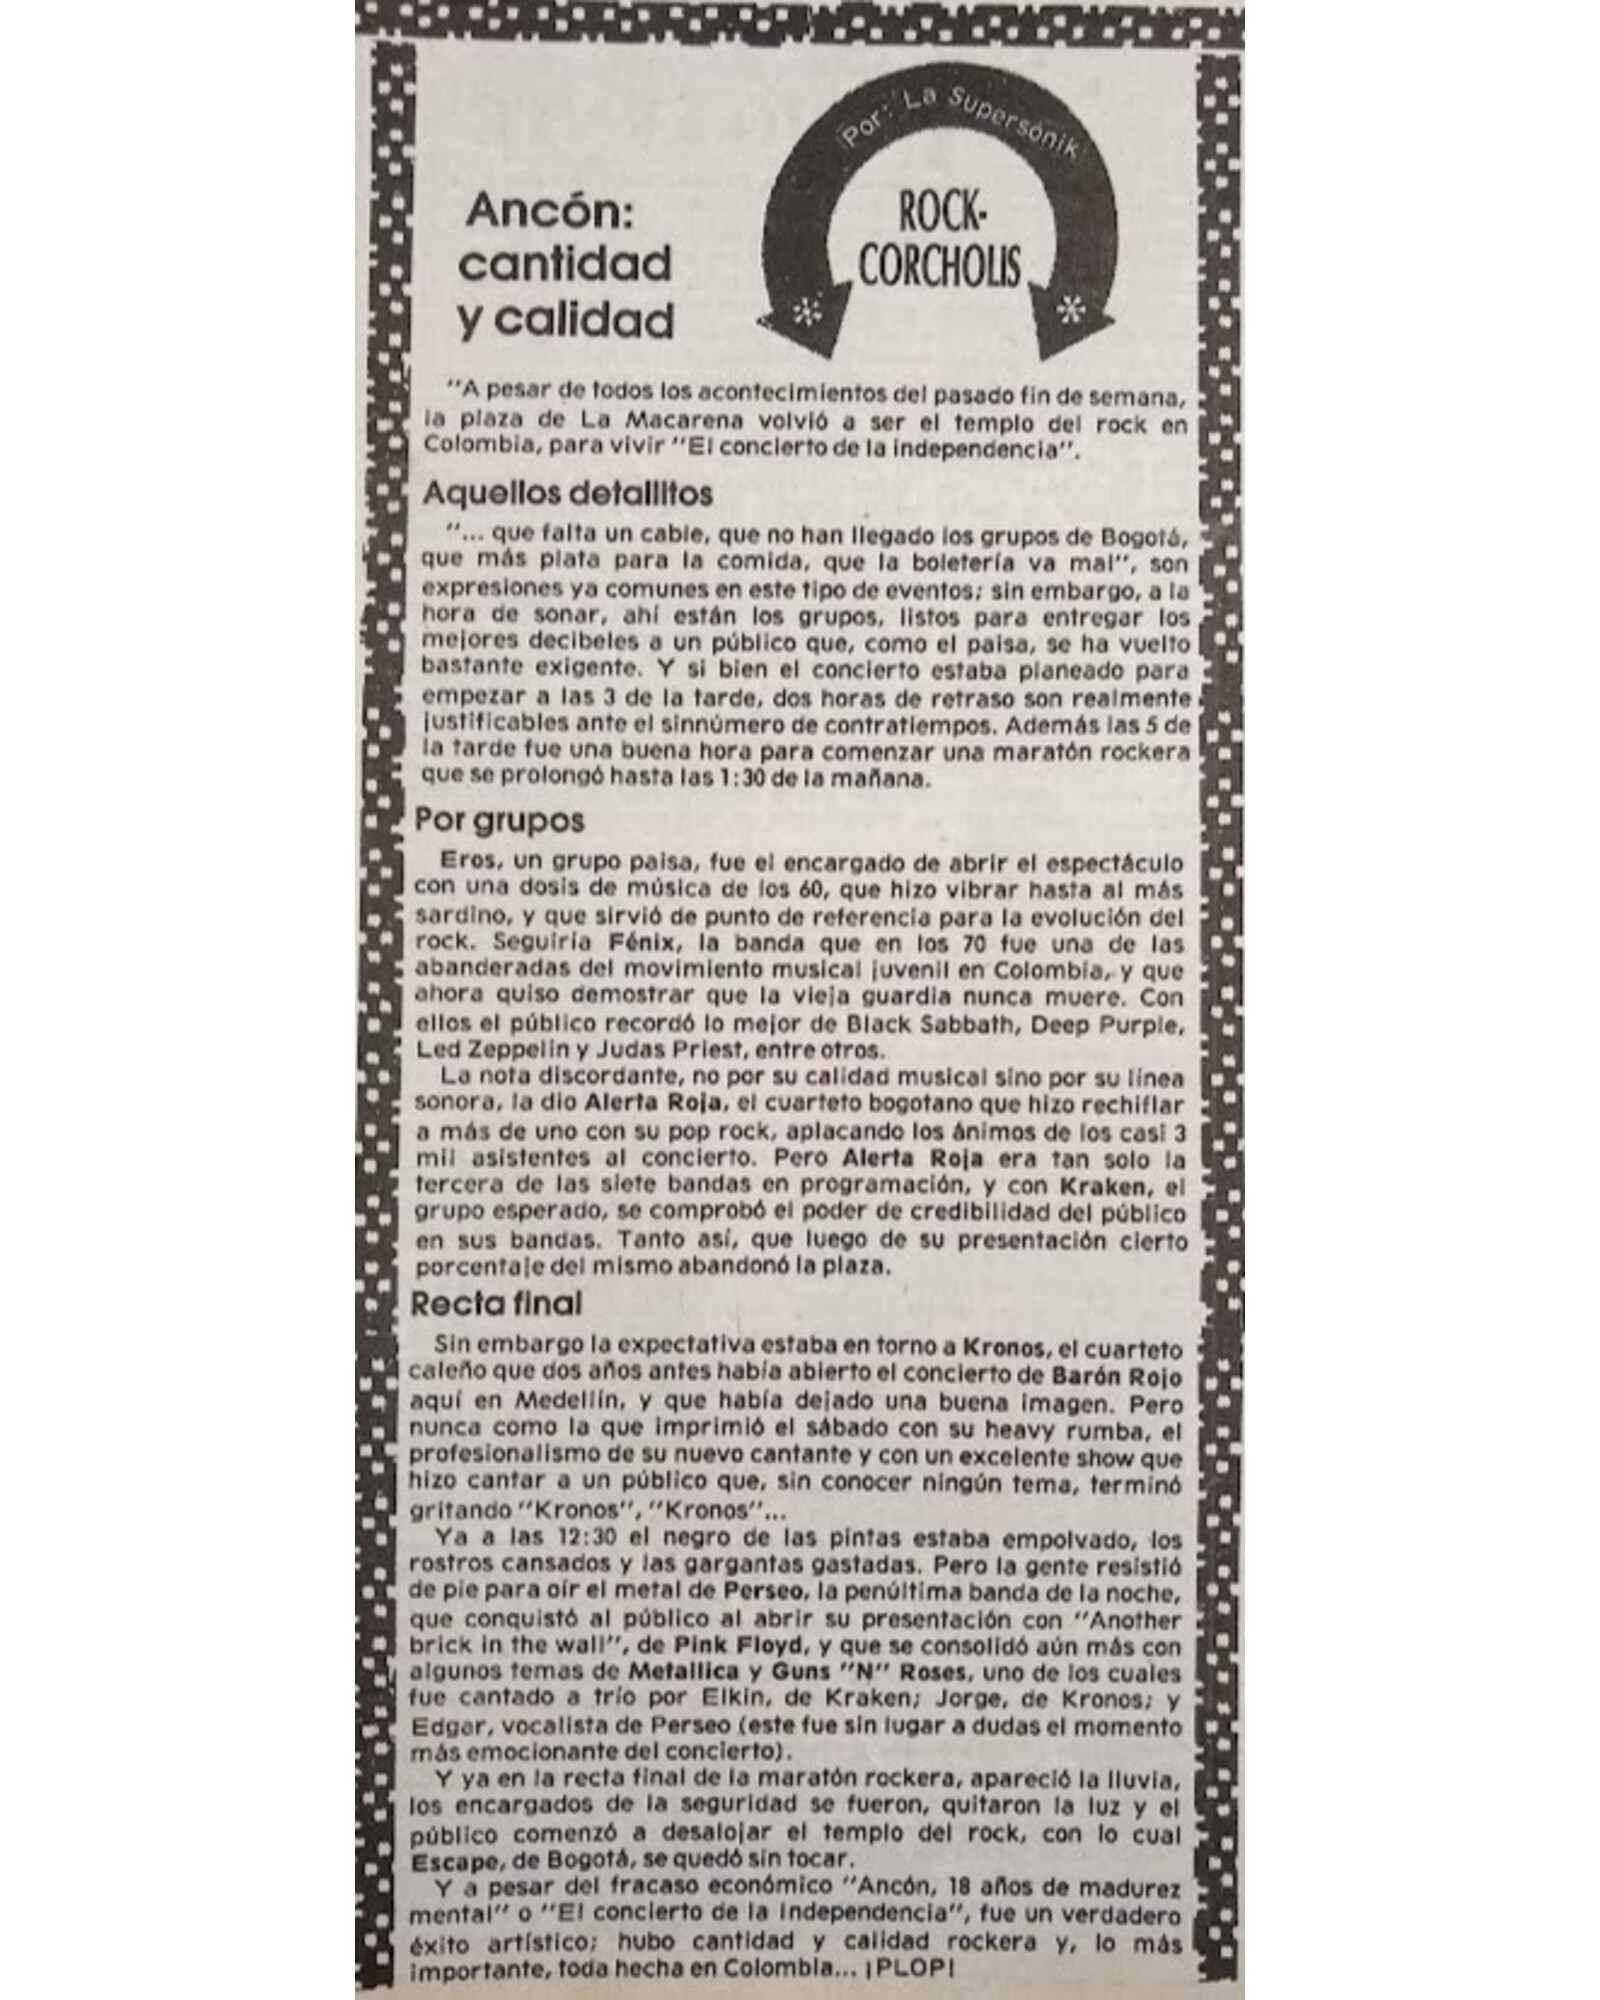 Por: La Supersónik
ROCK-
CORCHOLIS
Ancón:
cantidad
y calidad
"A pesar de todos los acontecimientos del pasado fin de semana,
la plaza de La Macarena volvió a ser el templo del rock en
Colombia, para vivir "El concierto de la independencia".
Aquellos detallitos
"... que falta un cable, que no han llegado los grupos de Bogotá,
que más plata para la comida, que la boletería va mal", son
expresiones ya comunes en este tipo de eventos; sin embargo, a la
hora de sonar, ahí están los grupos, listos para entregar los
mejores decibeles a un público que, como el paisa, se ha vuelto
bastante exigente. Y si bien el concierto estaba planeado para
empezar a las 3 de la tarde, dos horas de retraso son realmente
justificables ante el sinnúmero de contratiempos. Además las 5 de
la tarde fue una buena hora para comenzar una maratón rockera
que se prolongó hasta las 1:30 de la mañana.
Por grupos
Eros, un grupo paisa, fue el encargado de abrir el espectáculo
con una dosis de música de los 60, que hizo vibrar hasta al más
sardino, y que sirvió de punto de referencia para la evolución del
rock. Seguiría Fénix, la banda que en los 70 fue una de las
abanderadas del movimiento musical juvenil en Colombia, y que
ahora quiso demostrar que la vieja guardia nunca muere. Con
ellos el público recordó lo mejor de Black Sabbath, Deep Purple,
Led Zeppelin y Judas Priest, entre otros.
La nota discordante, no por su calidad musical sino por su línea
sonora, la dio Alerta Roja, el cuarteto bogotano que hizo rechiflar
a más de uno con su pop rock, aplacando los ánimos de los casi 3
mil asistentes al concierto. Pero Alerta Roja era tan solo la
tercera de las siete bandas en programación, y con Kraken, el
grupo esperado, se comprobó el poder de credibilidad del público
en sus bandas. Tanto así, que luego de su presentación cierto
porcentaje del mismo abandonó la plaza.
Recta final
Sin embargo la expectativa estaba en torno a Kronos, el cuarteto
caleño que dos años antes había abierto el concierto de Barón Rojo
aquí en Medellín, y que había dejado una buena imagen. Pero
nunca como la que imprimió el sábado con su heavy rumba, el
profesionalismo de su nuevo cantante y con un excelente show que
hizo cantar a un público que, sin conocer ningún tema, terminó
gritando "Kronos", "Kronos"...
Ya a las 12:30 el negro de las pintas estaba empolvado, los
rostros cansados y las gargantas gastadas. Pero la gente resistió
de pie para oír el metal de Perseo, la penúltima banda de la noche,
que conquistó al público al abrir su presentación con "Another
brick in the wall", de Pink Floyd, y que se consolidó aún más con
algunos temas de Metallica y Guns "N" Roses, uno de los cuales
fue cantado a trío por Elkin, de Kraken; Jorge, de Kronos; y
Edgar, vocalista de Perseo (este fue sin lugar a dudas el momento
más emocionante del concierto).
Y ya en la recta final de la maratón rockera, apareció la lluvia,
los encargados de la seguridad se fueron, quitaron la luz y el
público comenzó a desalojar el templo del rock, con lo cual
Escape, de Bogotá, se quedó sin tocar.
Y a pesar del fracaso económico "Ancón, 18 años de madurez
mental" o "El concierto de la Independencia", fue un verdadero
éxito artístico; hubo cantidad y calidad rockera y, lo más
importante, toda hecha en Colombia... ¡PLOP!